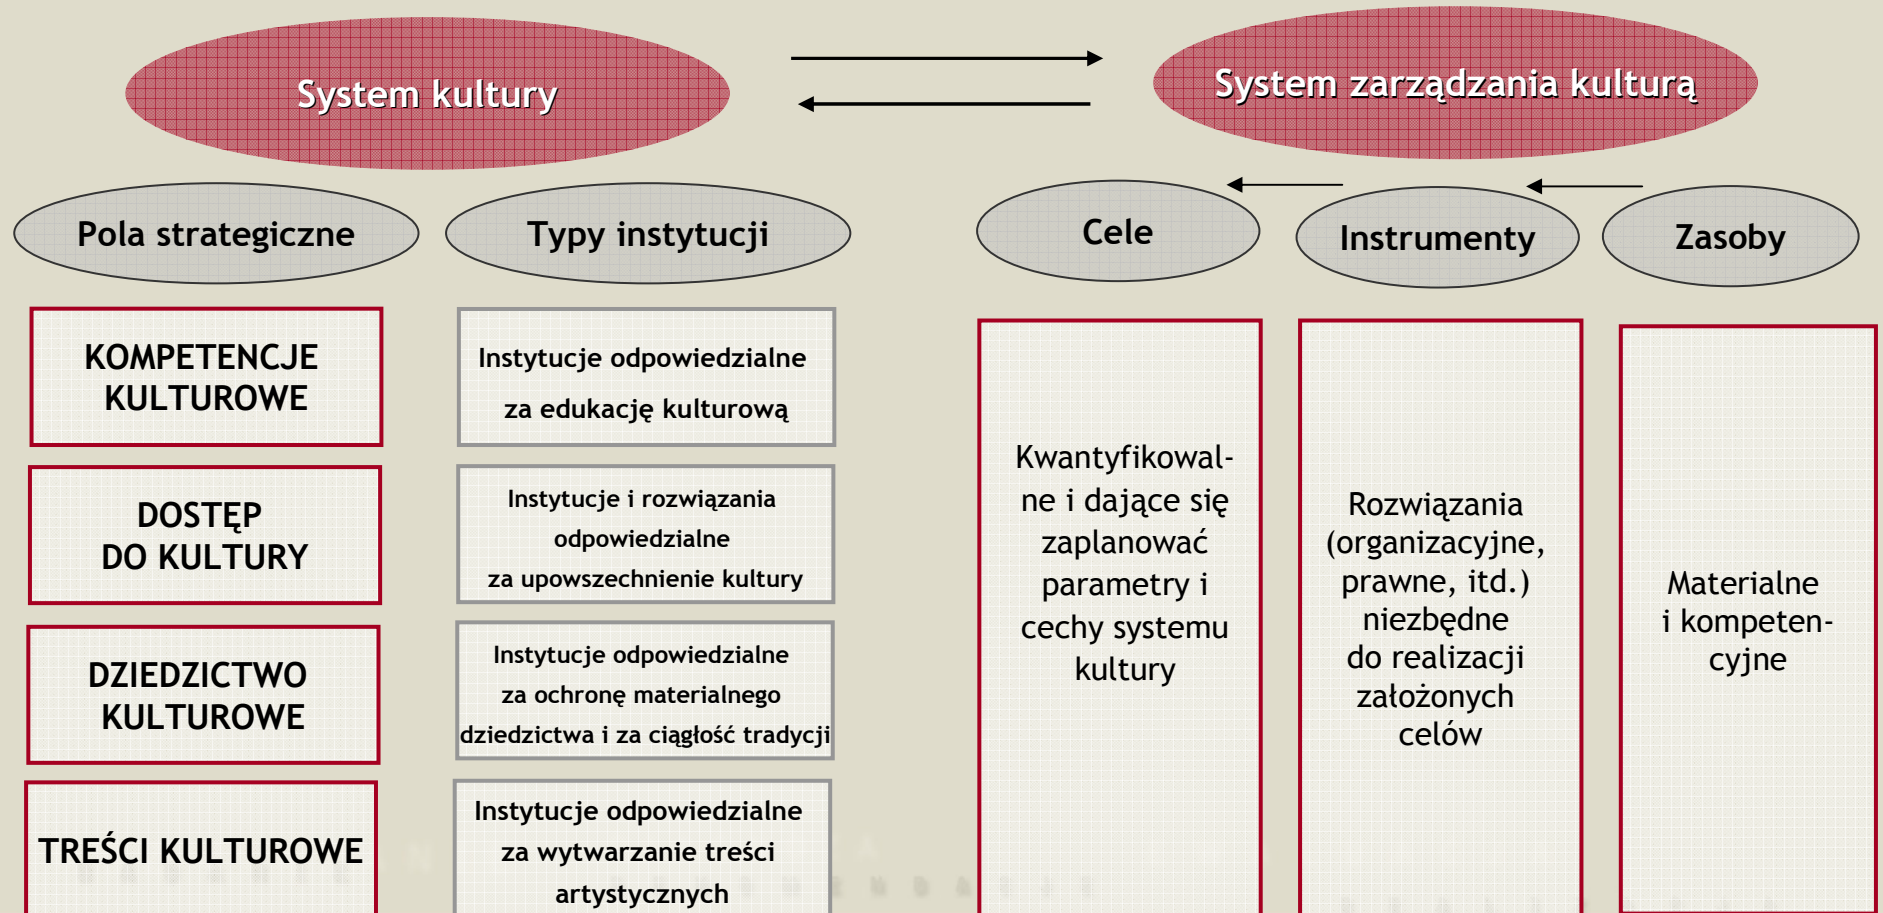 System kultury
System zarządzania kulturą
Pola strategiczne
Typy instytucji
Cele
Instrumenty
Zasoby
KOMPETENCJE
KULTUROWE
Instytucje odpowiedzialne
za edukację kulturową
DOSTĘP
DO KULTURY
Instytucje i rozwiązania
odpowiedzialne
za upowszechnienie kultury
DZIEDZICTWO
KULTUROWE
Instytucje odpowiedzialne
za ochronę materialnego
dziedzictwa i za ciągłość tradycji
TREŚCI KULTUROWE
Instytucje odpowiedzialne
za wytwarzanie treści
artystycznych
Kwantyfikowal-
ne i dające się
zaplanować
parametry i
cechy systemu
kultury
Rozwiązania
(organizacyjne,
prawne, itd.)
niezbędne
do realizacji
założonych
celów
Materialne
i kompeten-
cyjne